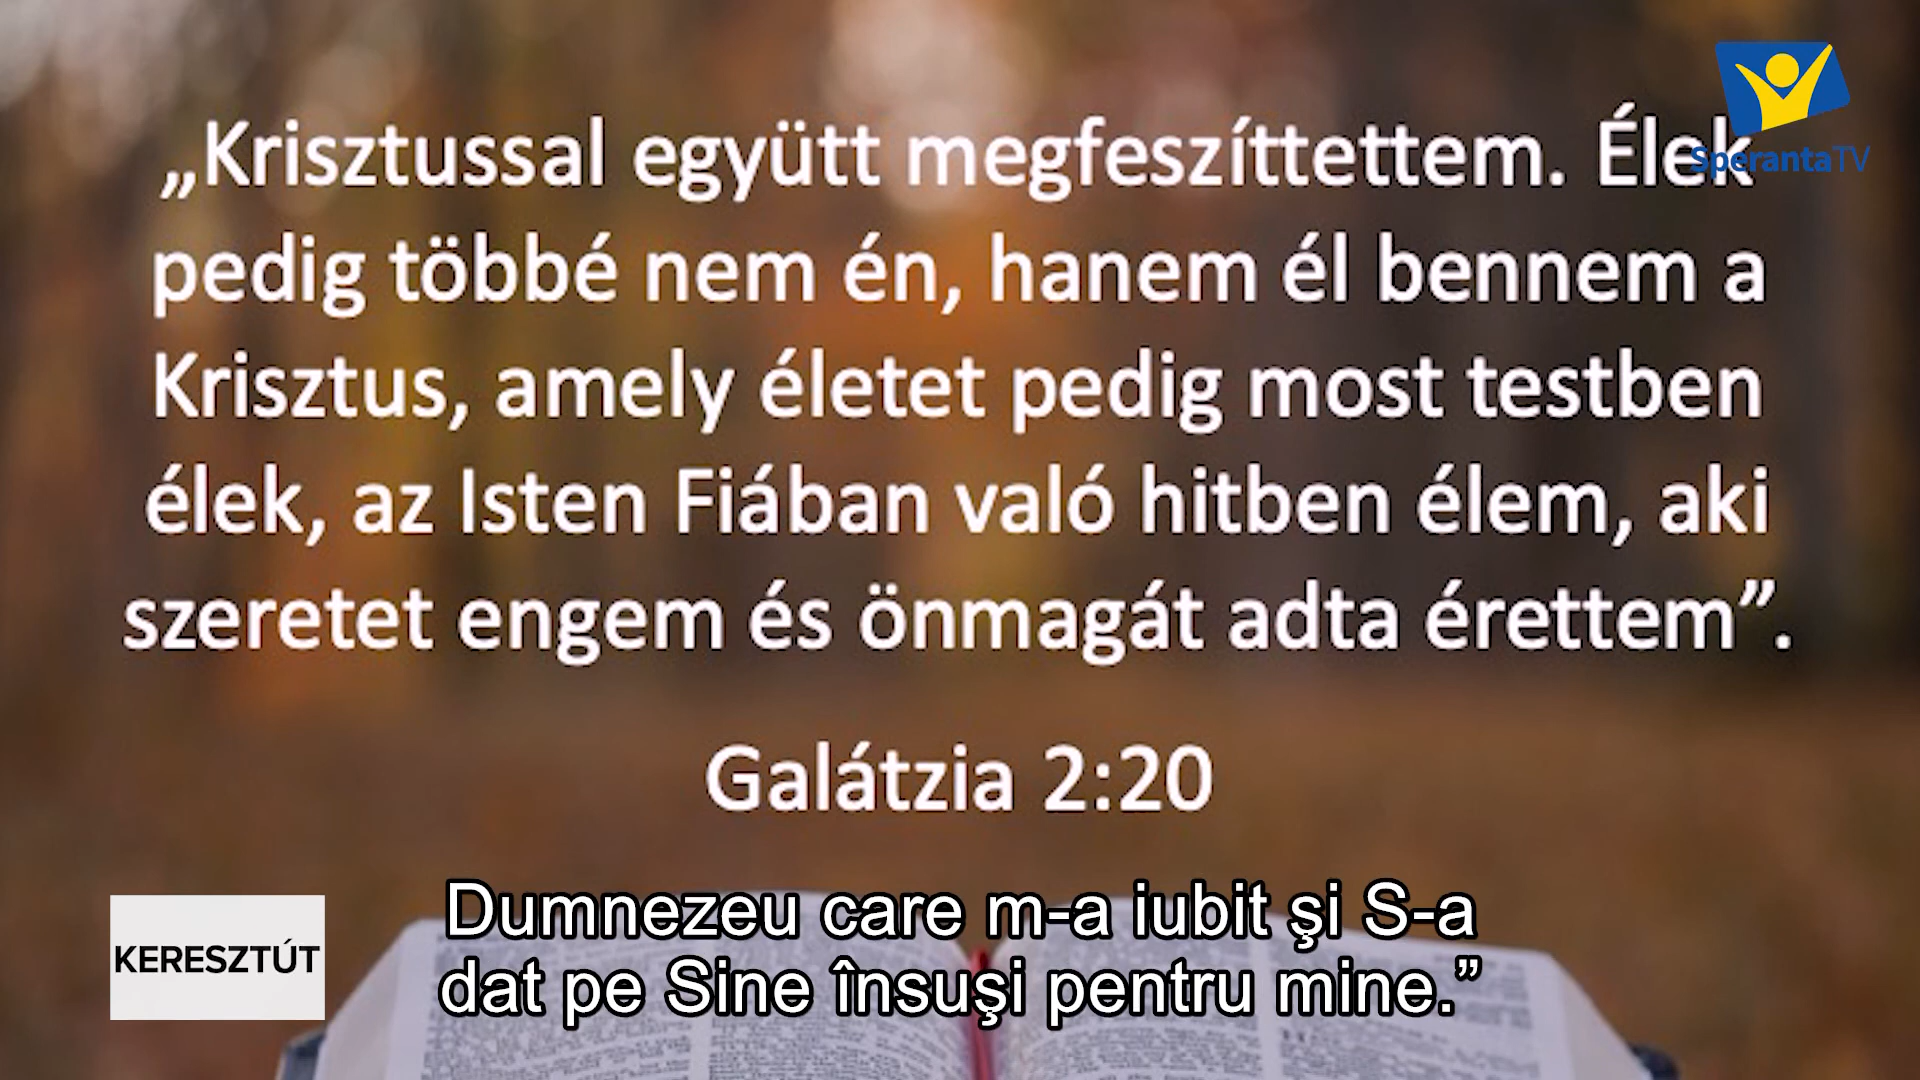 „Krisztussal együtt megfeszíttettem. Élek
SperantaTV
pedig többé nem én, hanem él bennem a
Krisztus, amely életet pedig most testben
élek, az Isten Fiában való hitben élem, aki
szeretet engem és önmagát adta érettem”.
Galátzia 2:20
Dumnezeu care m-a iubit şi S-a
dat pe Sine însuşi pentru mine.”
KERESZTÚT